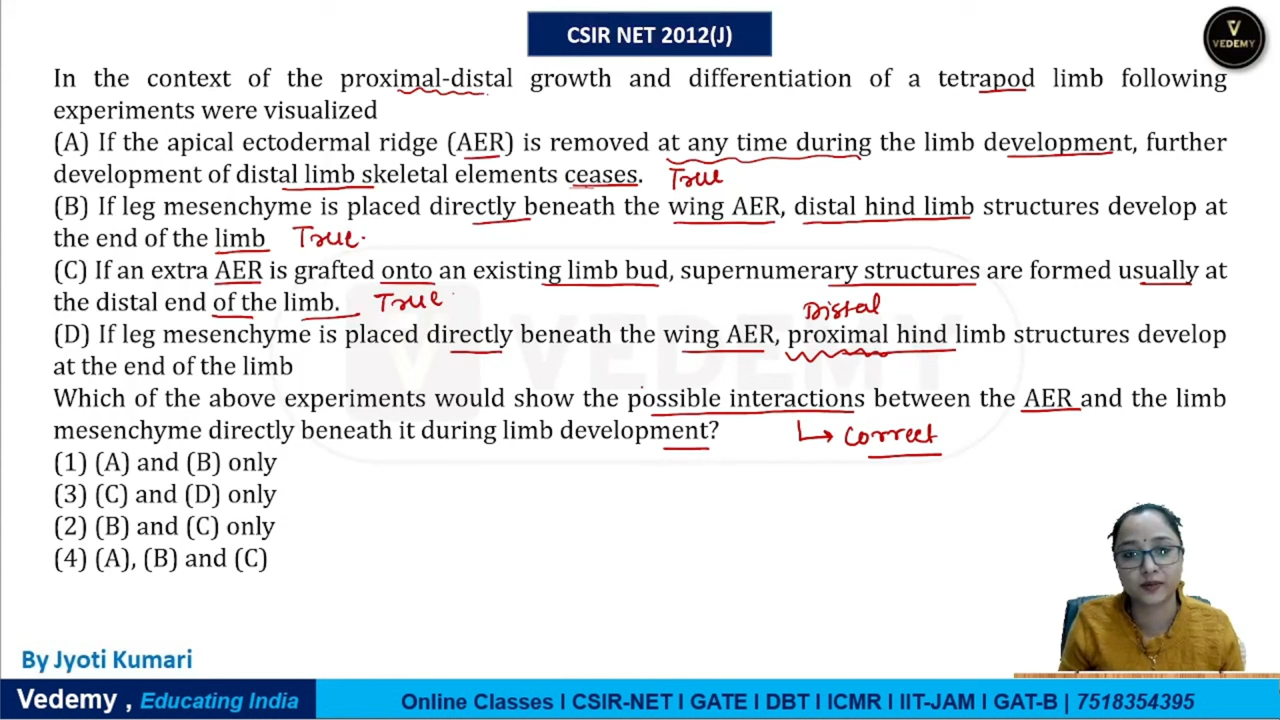 CSIR NET 2012(J)
VEDEMY
In the context of the proximal-distal growth and differentiation of a tetrapod limb following
experiments were visualized
(A) If the apical ectodermal ridge (AER) is removed at any time during the limb development, further
development of distal limb skeletal elements ceases. True
(B) If leg mesenchyme is placed directly beneath the wing AER, distal hind limb structures develop at
the end of the limb True.
(C) If an extra AER is grafted onto an existing limb bud, supernumerary structures are formed usually at
the distal end of the limb. True
Distal
(D) If leg mesenchyme is placed directly beneath the wing AER, proximal hind limb structures develop
at the end of the limb
Which of the above experiments would show the possible interactions between the AER and the limb
mesenchyme directly beneath it during limb development? → Correct
(1) (A) and (B) only
(3) (C) and (D) only
(2) (B) and (C) only
(4) (A), (B) and (C)
VEDEMY
By Jyoti Kumari
Vedemy , Educating India
Online Classes I CSIR-NET I GATE I DBT I ICMR I IIT-JAM I GAT-B | 7518354395